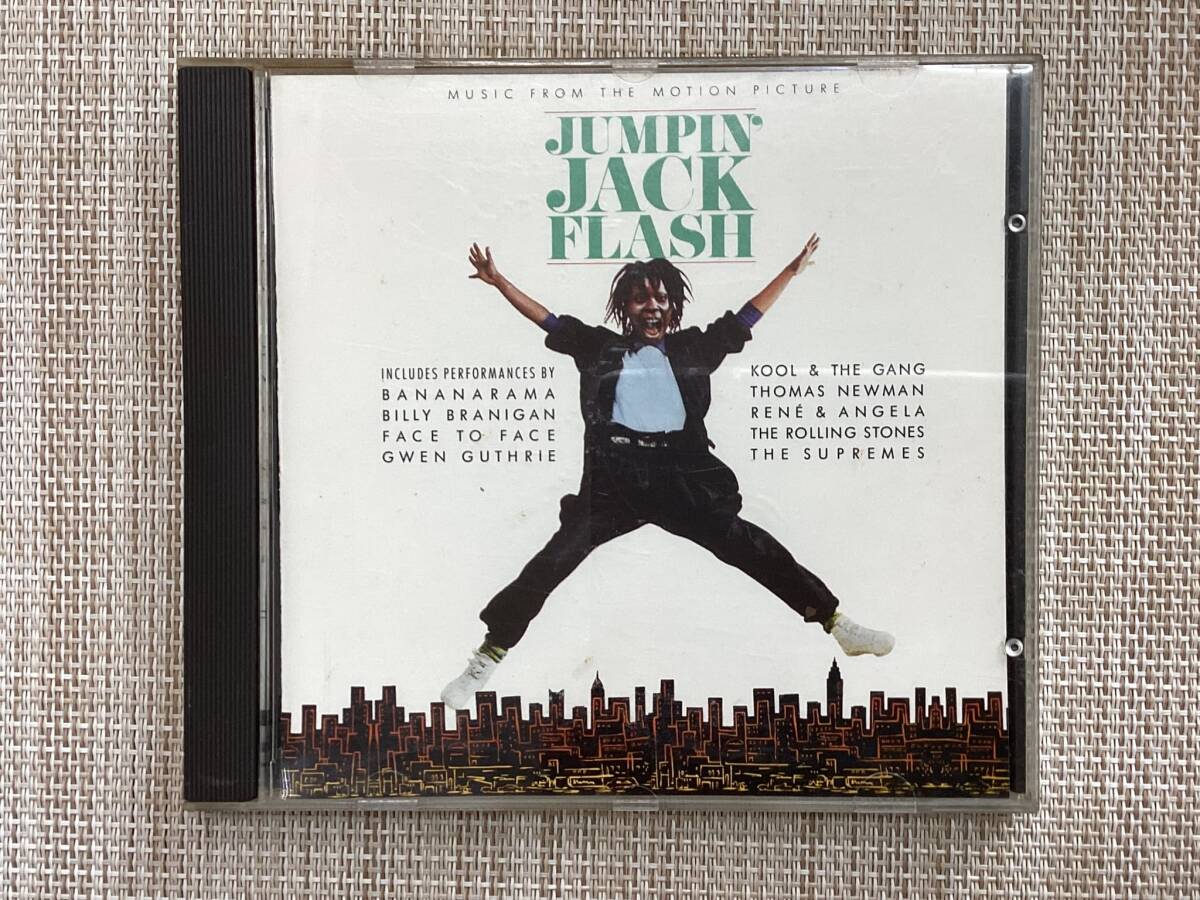 MUSIC FROM THE MOTION PICTURE
JUMPIN'
JACK
FLASH
INCLUDES PERFORMANCES BY
BANANARAMA
BILLY BRANIGAN
FACE TO FACE
GWEN GUTHRIE
KOOL & THE GANG
THOMAS NEWMAN
RENÉ & ANGELA
THE ROLLING STONES
THE SUPREMES